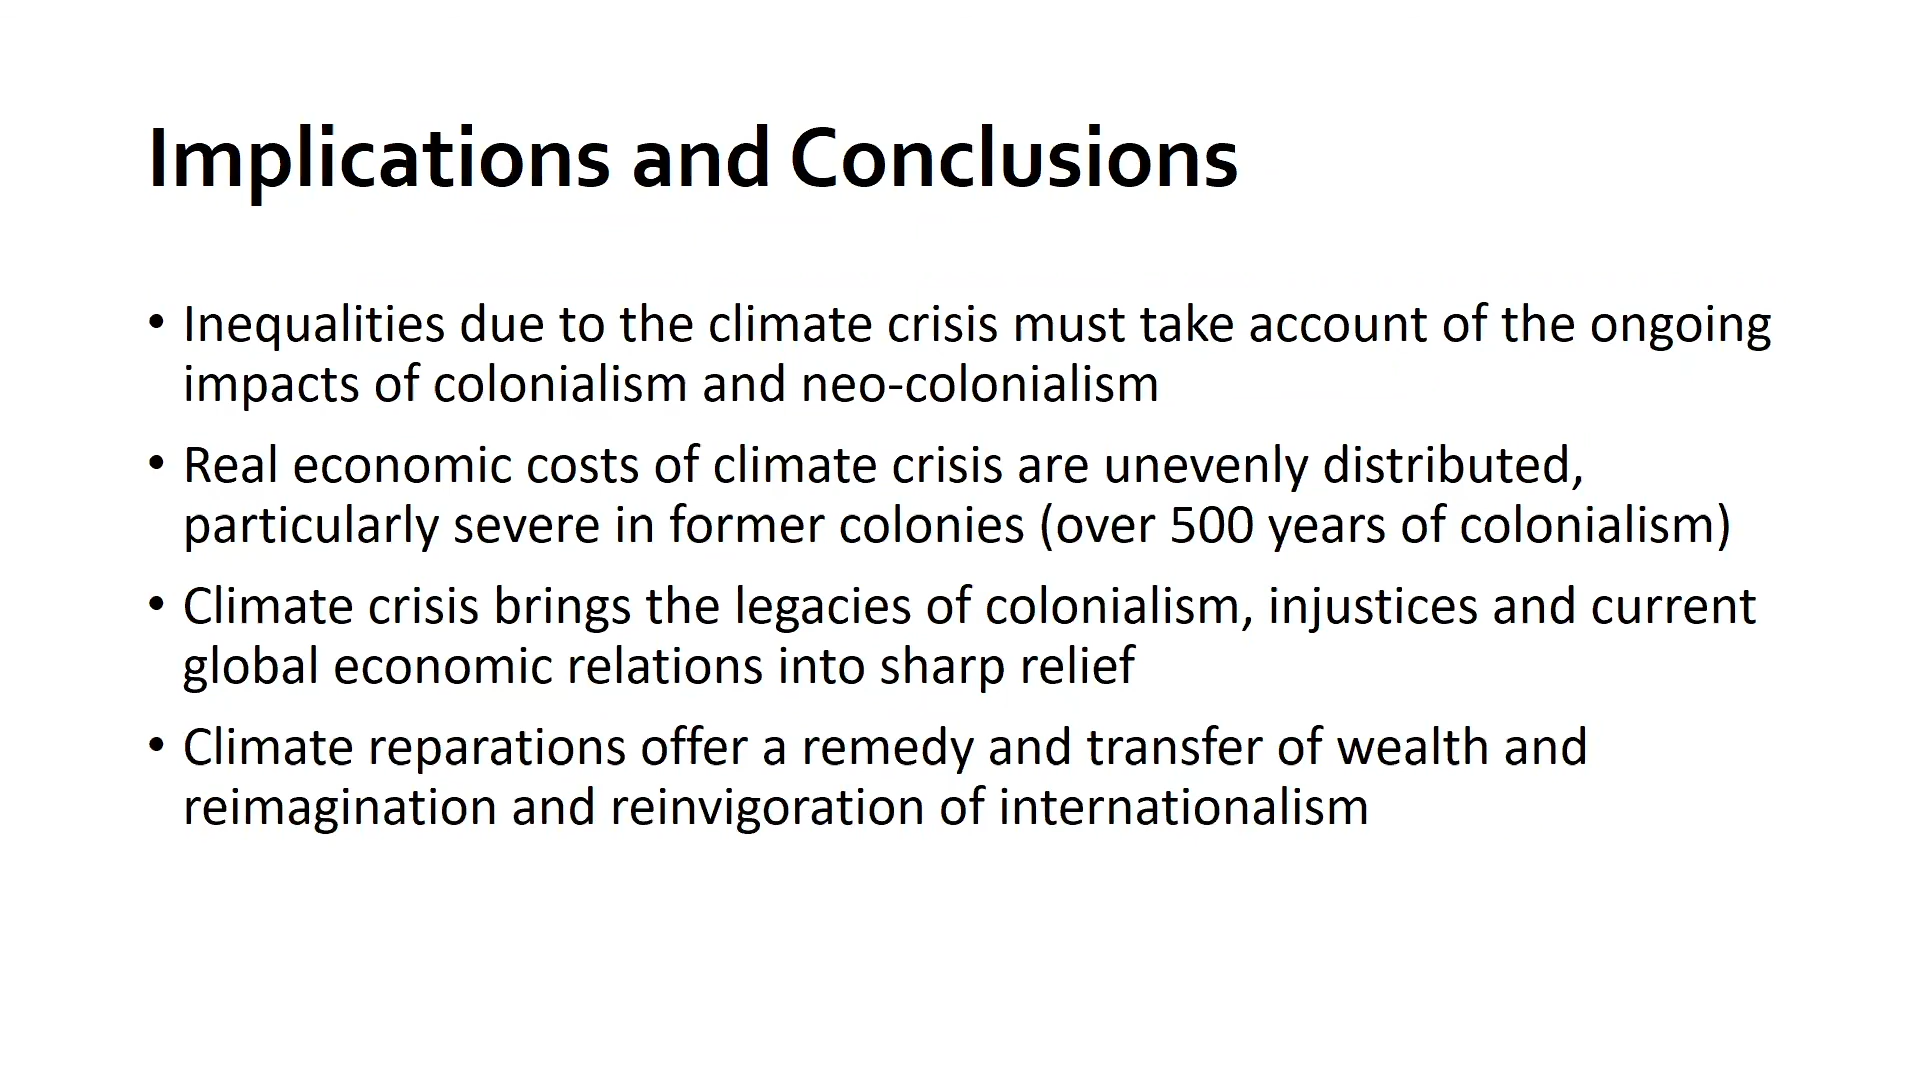 Implications and Conclusions
• Inequalities due to the climate crisis must take account of the ongoing
impacts of colonialism and neo-colonialism
• Real economic costs of climate crisis are unevenly distributed,
particularly severe in former colonies (over 500 years of colonialism)
• Climate crisis brings the legacies of colonialism, injustices and current
global economic relations into sharp relief
• Climate reparations offer a remedy and transfer of wealth and
reimagination and reinvigoration of internationalism